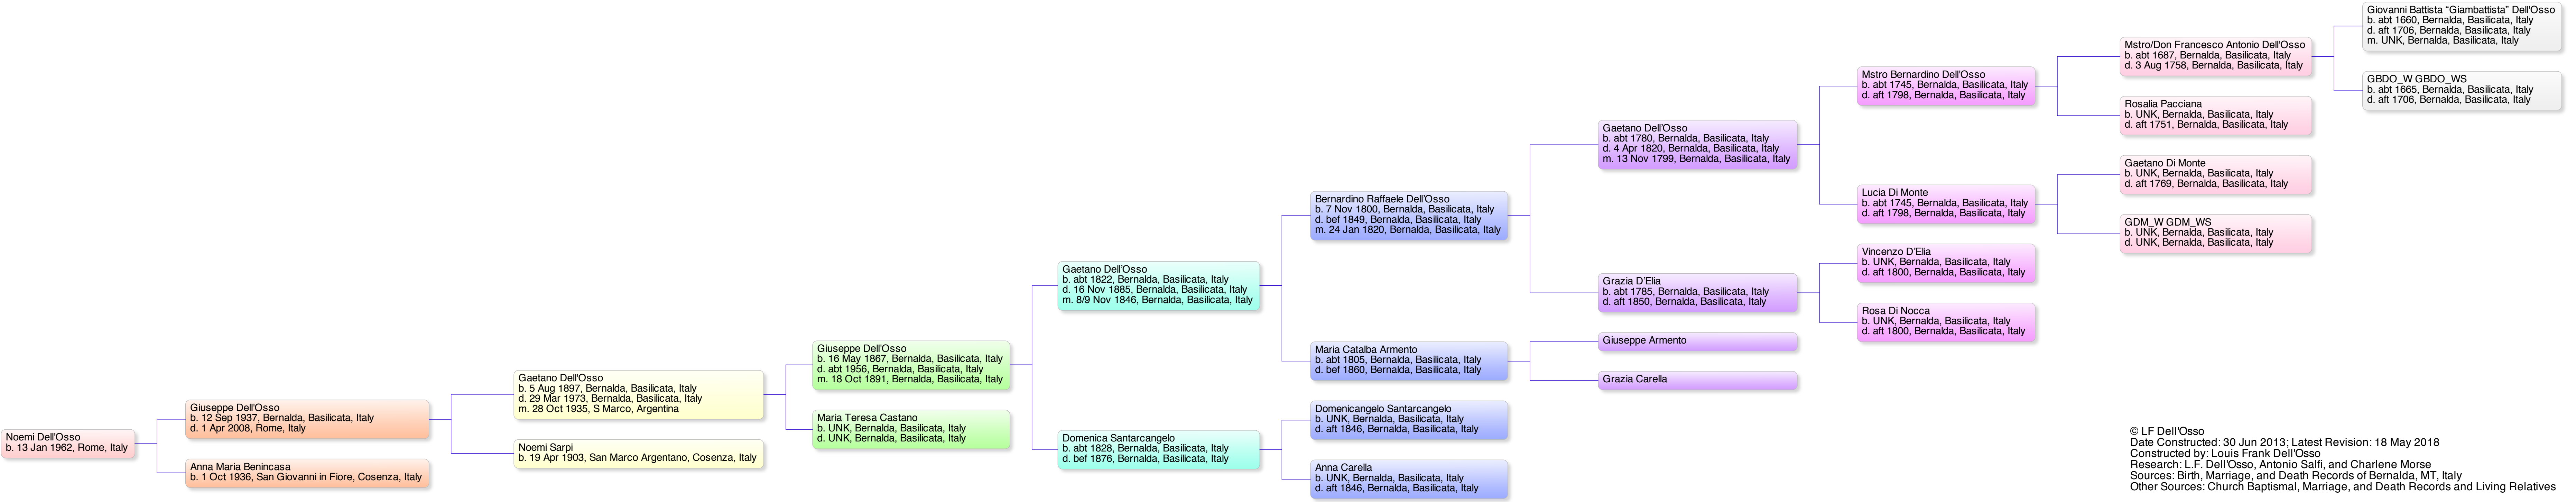 Noemi Dell'Osso
b. 13 Jan 1962, Rome, Italy
Giuseppe Dell'Osso
b. 12 Sep 1937, Bernalda, Basilicata, Italy
d. 1 Apr 2008, Rome, Italy
Anna Maria Benincasa
b. 1 Oct 1936, San Giovanni in Fiore, Cosenza, Italy
Gaetano Dell'Osso
b. 5 Aug 1897, Bernalda, Basilicata, Italy
d. 29 Mar 1973, Bernalda, Basilicata, Italy
m. 28 Oct 1935, S Marco, Argentina
Noemi Sarpi
b. 19 Apr 1903, San Marco Argentano, Cosenza, Italy
Giuseppe Dell'Osso
b. 16 May 1867, Bernalda, Basilicata, Italy
d. abt 1956, Bernalda, Basilicata, Italy
m. 18 Oct 1891, Bernalda, Basilicata, Italy
Maria Teresa Castano
b. UNK, Bernalda, Basilicata, Italy
d. UNK, Bernalda, Basilicata, Italy
Gaetano Dell'Osso
b. abt 1822, Bernalda, Basilicata, Italy
d. 16 Nov 1885, Bernalda, Basilicata, Italy
m. 8/9 Nov 1846, Bernalda, Basilicata, Italy
Domenica Santarcangelo
b. abt 1828, Bernalda, Basilicata, Italy
d. bef 1876, Bernalda, Basilicata, Italy
Bernardino Raffaele Dell'Osso
b. 7 Nov 1800, Bernalda, Basilicata, Italy
d. bef 1849, Bernalda, Basilicata, Italy
m. 24 Jan 1820, Bernalda, Basilicata, Italy
Maria Catalba Armento
b. abt 1805, Bernalda, Basilicata, Italy
d. bef 1860, Bernalda, Basilicata, Italy
Domenicangelo Santarcangelo
b. UNK, Bernalda, Basilicata, Italy
d. aft 1846, Bernalda, Basilicata, Italy
Anna Carella
b. UNK, Bernalda, Basilicata, Italy
d. aft 1846, Bernalda, Basilicata, Italy
Gaetano Dell'Osso
b. abt 1780, Bernalda, Basilicata, Italy
d. 4 Apr 1820, Bernalda, Basilicata, Italy
m. 13 Nov 1799, Bernalda, Basilicata, Italy
Grazia D'Elia
b. abt 1785, Bernalda, Basilicata, Italy
d. aft 1850, Bernalda, Basilicata, Italy
Giuseppe Armento
Grazia Carella
Mstro Bernardino Dell'Osso
b. abt 1745, Bernalda, Basilicata, Italy
d. aft 1798, Bernalda, Basilicata, Italy
Lucia Di Monte
b. abt 1745, Bernalda, Basilicata, Italy
d. aft 1798, Bernalda, Basilicata, Italy
Vincenzo D'Elia
b. UNK, Bernalda, Basilicata, Italy
d. aft 1800, Bernalda, Basilicata, Italy
Rosa Di Nocca
b. UNK, Bernalda, Basilicata, Italy
d. aft 1800, Bernalda, Basilicata, Italy
Mstro/Don Francesco Antonio Dell'Osso
b. abt 1687, Bernalda, Basilicata, Italy
d. 3 Aug 1758, Bernalda, Basilicata, Italy
Rosalia Pacciana
b. UNK, Bernalda, Basilicata, Italy
d. aft 1751, Bernalda, Basilicata, Italy
Gaetano Di Monte
b. UNK, Bernalda, Basilicata, Italy
d. aft 1769, Bernalda, Basilicata, Italy
GDM_W GDM_WS
b. UNK, Bernalda, Basilicata, Italy
d. UNK, Bernalda, Basilicata, Italy
Giovanni Battista “Giambattista” Dell'Osso
b. abt 1660, Bernalda, Basilicata, Italy
d. aft 1706, Bernalda, Basilicata, Italy
m. UNK, Bernalda, Basilicata, Italy
GBDO_W GBDO_WS
b. abt 1665, Bernalda, Basilicata, Italy
d. aft 1706, Bernalda, Basilicata, Italy
© LF Dell'Osso
Date Constructed: 30 Jun 2013; Latest Revision: 18 May 2018
Constructed by: Louis Frank Dell'Osso
Research: L.F. Dell'Osso, Antonio Salfi, and Charlene Morse
Sources: Birth, Marriage, and Death Records of Bernalda, MT, Italy
Other Sources: Church Baptismal, Marriage, and Death Records and Living Relatives